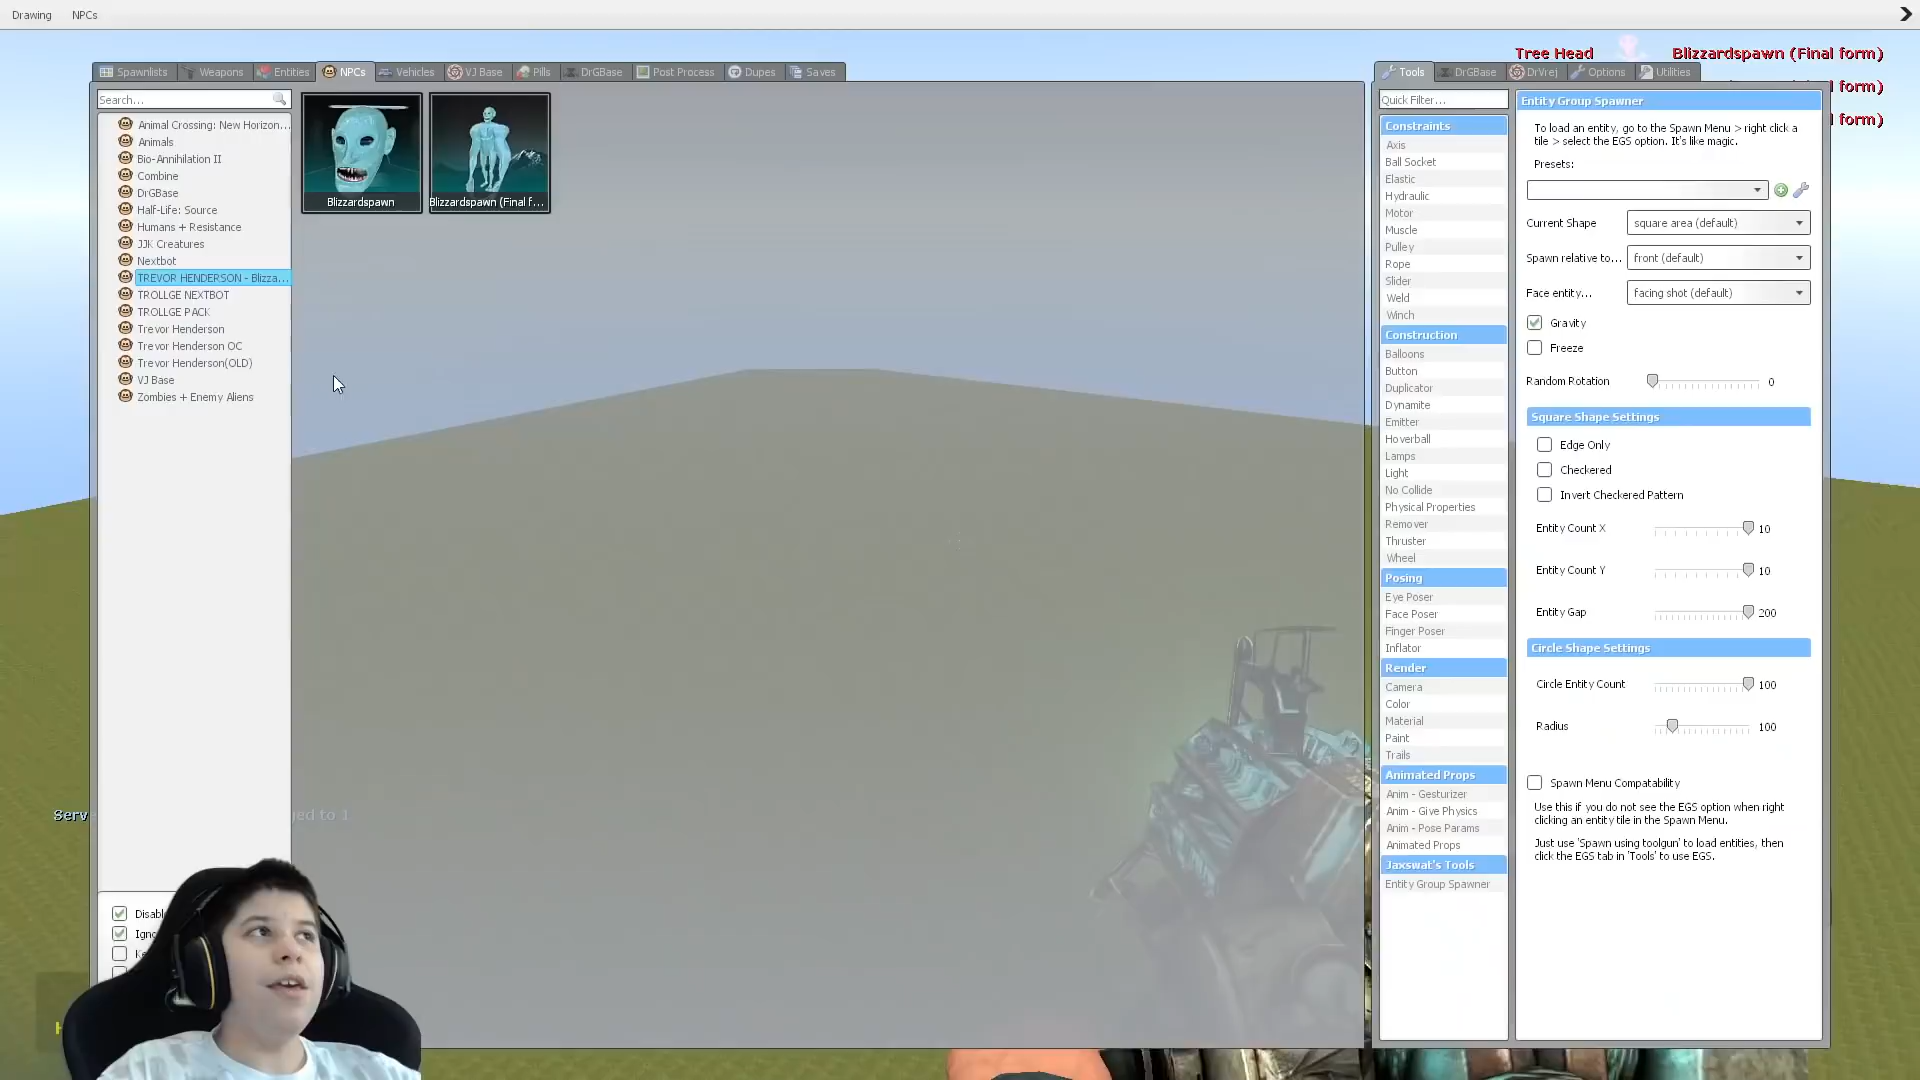 Drawing NPCs
Tree Head Blizzardspawn (Final form)
form)
form)
Spawnlists Weapons Entities NPCs Vehicles VJ Base Pills DrGBase Post Process Dupes Saves
Search...
Animal Crossing: New Horizon...
Animals
Bio-Annihilation II
Combine
DrGBase
Half-Life: Source
Humans + Resistance
JJK Creatures
Nextbot
TREVOR HENDERSON - Blizza...
TROLLGE NEXTBOT
TROLLGE PACK
Trevor Henderson
Trevor Henderson OC
Trevor Henderson(OLD)
VJ Base
Zombies + Enemy Aliens
Blizzardspawn
Blizzardspawn (Final f...
Serv
ed to 1
Disabl
Igno
Ke
Tools DrGBase DrVrej Options Utilities
Quick Filter...
Constraints
Axis
Ball Socket
Elastic
Hydraulic
Motor
Muscle
Pulley
Rope
Slider
Weld
Winch
Construction
Balloons
Button
Duplicator
Dynamite
Emitter
Hoverball
Lamps
Light
No Collide
Physical Properties
Remover
Thruster
Wheel
Posing
Eye Poser
Face Poser
Finger Poser
Inflator
Render
Camera
Color
Material
Paint
Trails
Animated Props
Anim - Gesturizer
Anim - Give Physics
Anim - Pose Params
Animated Props
Jaxswat's Tools
Entity Group Spawner
Entity Group Spawner
To load an entity, go to the Spawn Menu > right click a
tile > select the EGS option. It's like magic.
Presets:
Current Shape square area (default)
Spawn relative to... front (default)
Face entity... facing shot (default)
Gravity
Freeze
Random Rotation 0
Square Shape Settings
Edge Only
Checkered
Invert Checkered Pattern
Entity Count X 10
Entity Count Y 10
Entity Gap 200
Circle Shape Settings
Circle Entity Count 100
Radius 100
Spawn Menu Compatability
Use this if you do not see the EGS option when right
clicking an entity tile in the Spawn Menu.
Just use 'Spawn using toolgun' to load entities, then
click the EGS tab in 'Tools' to use EGS.